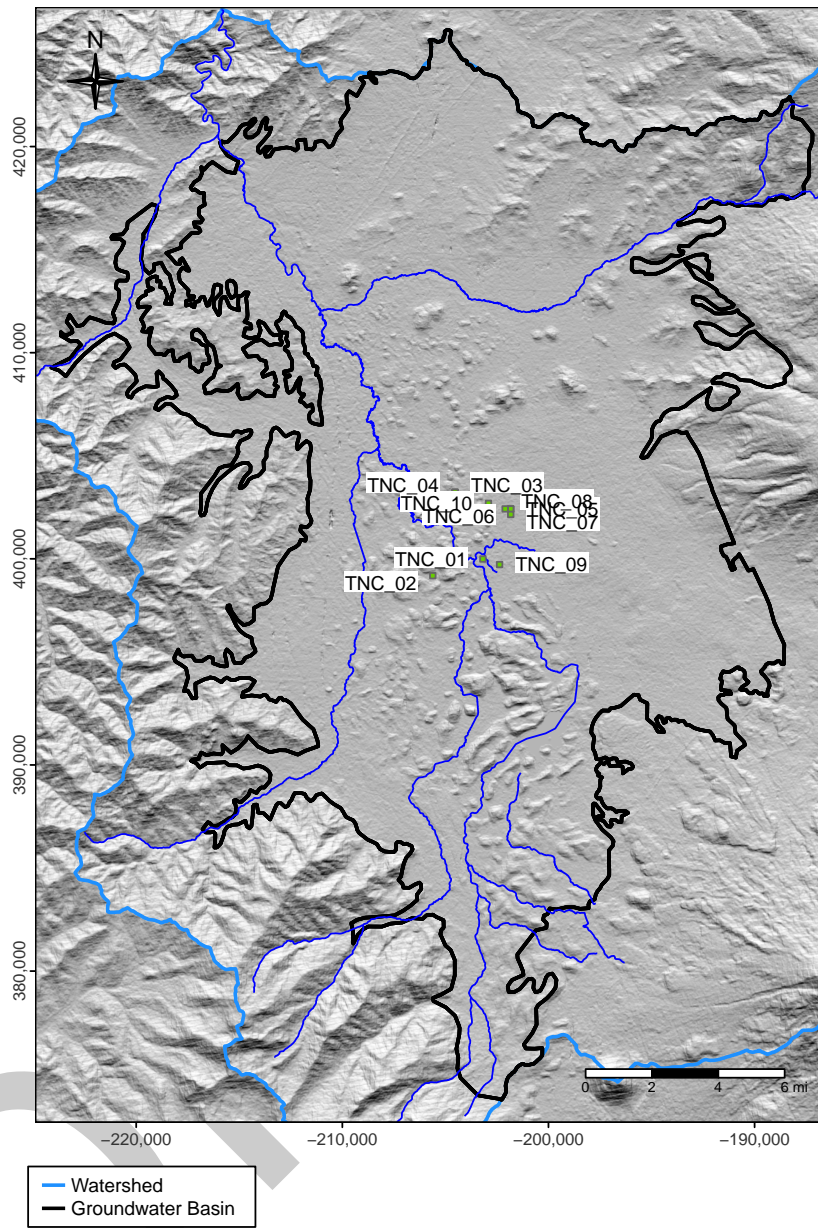 N
420,000
410,000
400,000
390,000
380,000
TNC_04
TNC_03
TNC_10
TNC_08
TNC_05
TNC_06
TNC_07
TNC_01
TNC_09
TNC_02
0 2 4 6 mi
−220,000 −210,000 −200,000 −190,000
Watershed
Groundwater Basin